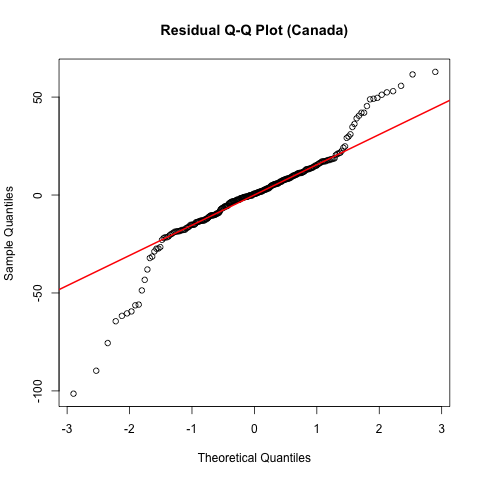 Residual Q-Q Plot (Canada)
Sample Quantiles
50
0
-50
-100
-3 -2 -1 0 1 2 3
Theoretical Quantiles